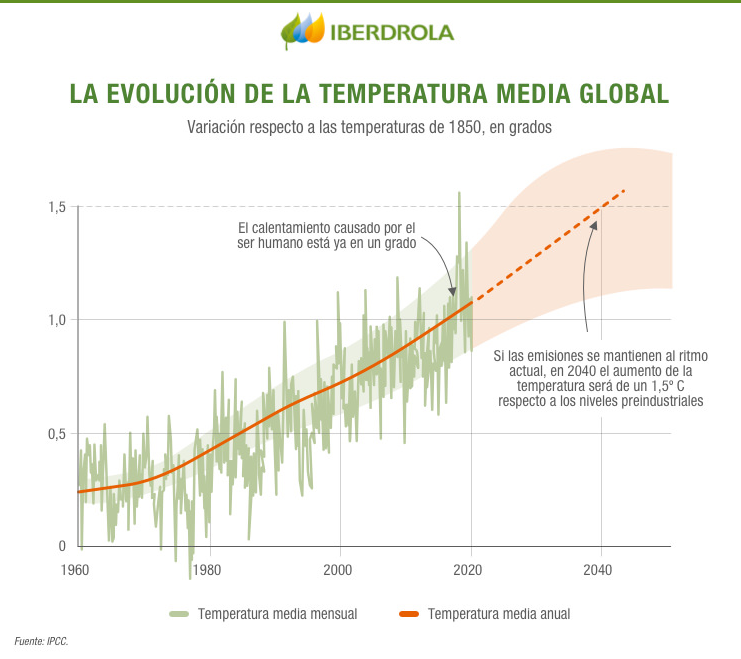 IBERDROLA
LA EVOLUCIÓN DE LA TEMPERATURA MEDIA GLOBAL
Variación respecto a las temperaturas de 1850, en grados
1,5
El calentamiento causado por el
ser humano está ya en un grado
1,0
Si las emisiones se mantienen al ritmo
actual, en 2040 el aumento de la
temperatura será de un 1,5º C
respecto a los niveles preindustriales
0,5
0
1960 1980 2000 2020 2040
Temperatura media mensual Temperatura media anual
Fuente: IPCC.